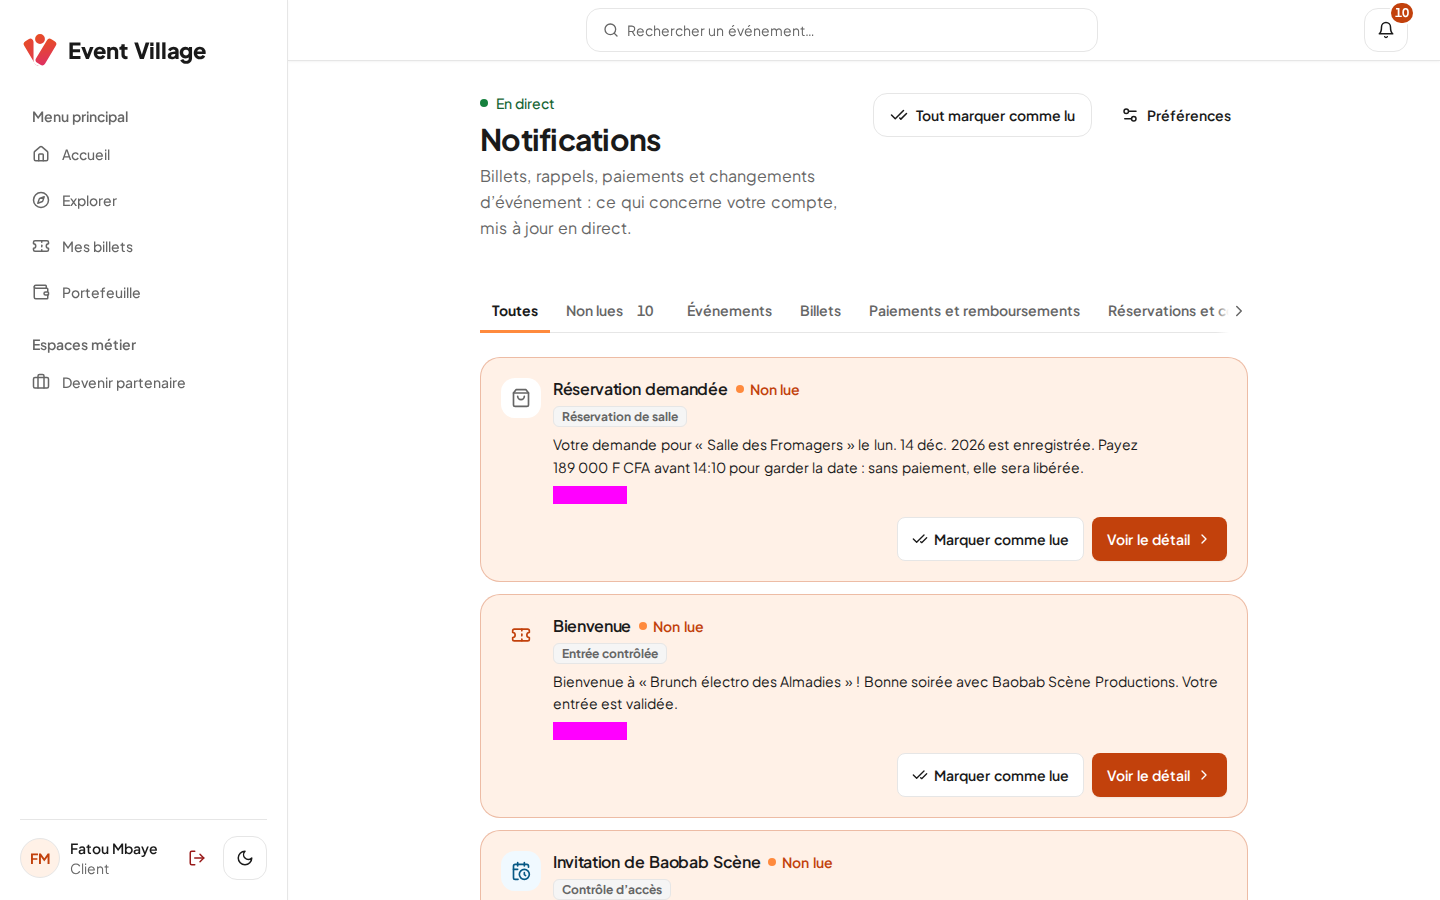 Event Village
Rechercher un événement…
10
Menu principal
Accueil
Explorer
Mes billets
Portefeuille
Espaces métier
Devenir partenaire
FM
Fatou Mbaye
Client
En direct
Notifications
Billets, rappels, paiements et changements
d’événement : ce qui concerne votre compte,
mis à jour en direct.
Tout marquer comme lu
Préférences
Toutes
Non lues 10
Événements
Billets
Paiements et remboursements
Réservations et
Réservation demandée
Non lue
Réservation de salle
Votre demande pour « Salle des Fromagers » le lun. 14 déc. 2026 est enregistrée. Payez
189 000 F CFA avant 14:10 pour garder la date : sans paiement, elle sera libérée.
Marquer comme lue
Voir le détail
Bienvenue
Non lue
Entrée contrôlée
Bienvenue à « Brunch électro des Almadies » ! Bonne soirée avec Baobab Scène Productions. Votre
entrée est validée.
Marquer comme lue
Voir le détail
Invitation de Baobab Scène
Non lue
Contrôle d’accès